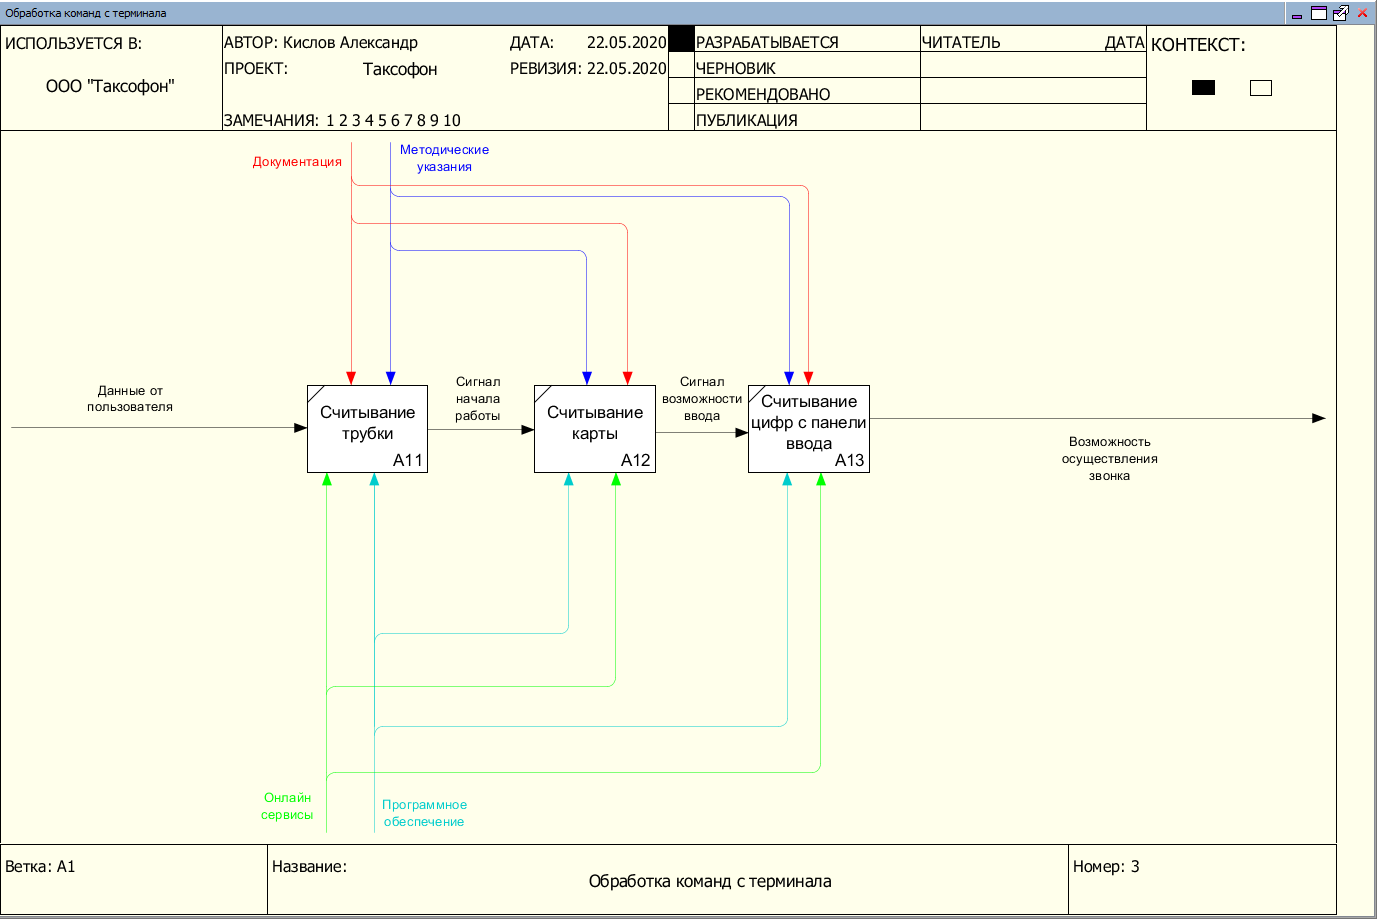 Обработка команд с терминала
ИСПОЛЬЗУЕТСЯ В:
ООО "Таксофон"
АВТОР: Кислов Александр
ДАТА: 22.05.2020
ПРОЕКТ: Таксофон
РЕВИЗИЯ: 22.05.2020
ЗАМЕЧАНИЯ: 1 2 3 4 5 6 7 8 9 10
РАЗРАБАТЫВАЕТСЯ
ЧЕРНОВИК
РЕКОМЕНДОВАНО
ПУБЛИКАЦИЯ
ЧИТАТЕЛЬ
ДАТА
КОНТЕКСТ:
Документация
Методические
указания
Данные от
пользователя
Считывание
трубки
A11
Сигнал
начала
работы
Считывание
карты
A12
Сигнал
возможности
ввода
Считывание
цифр с панели
ввода
A13
Возможность
осуществления
звонка
Онлайн
сервисы
Программное
обеспечение
Ветка: A1
Название:
Обработка команд с терминала
Номер: 3